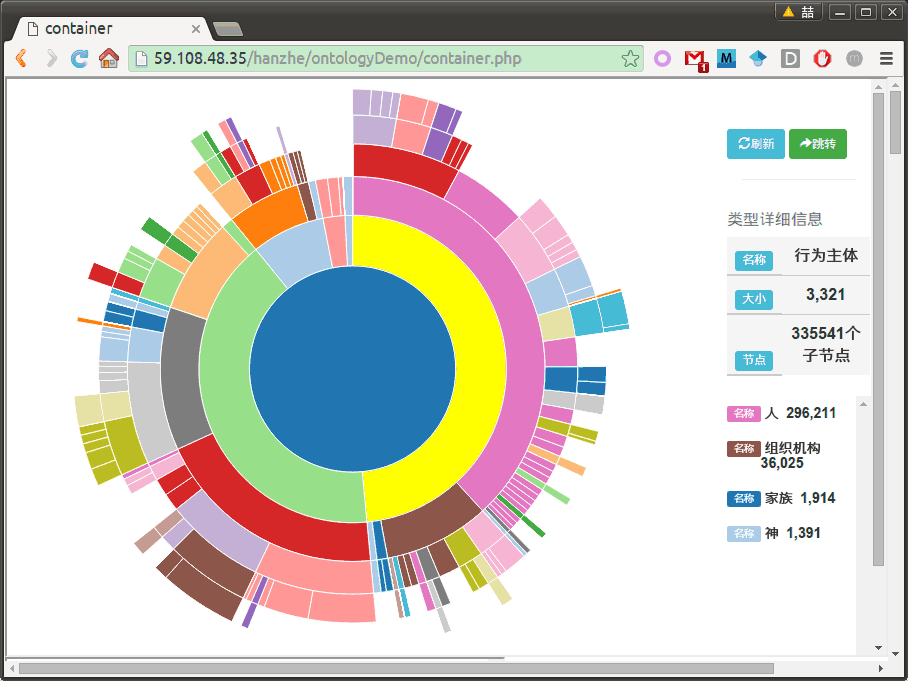 喆
container
59.108.48.35/hanzhe/ontologyDemo/container.php
1
M
D
m
刷新 跳转
类型详细信息
名称 行为主体
大小 3,321
节点 335541个
子节点
名称 人 296,211
名称 组织机构
36,025
名称 家族 1,914
名称 神 1,391